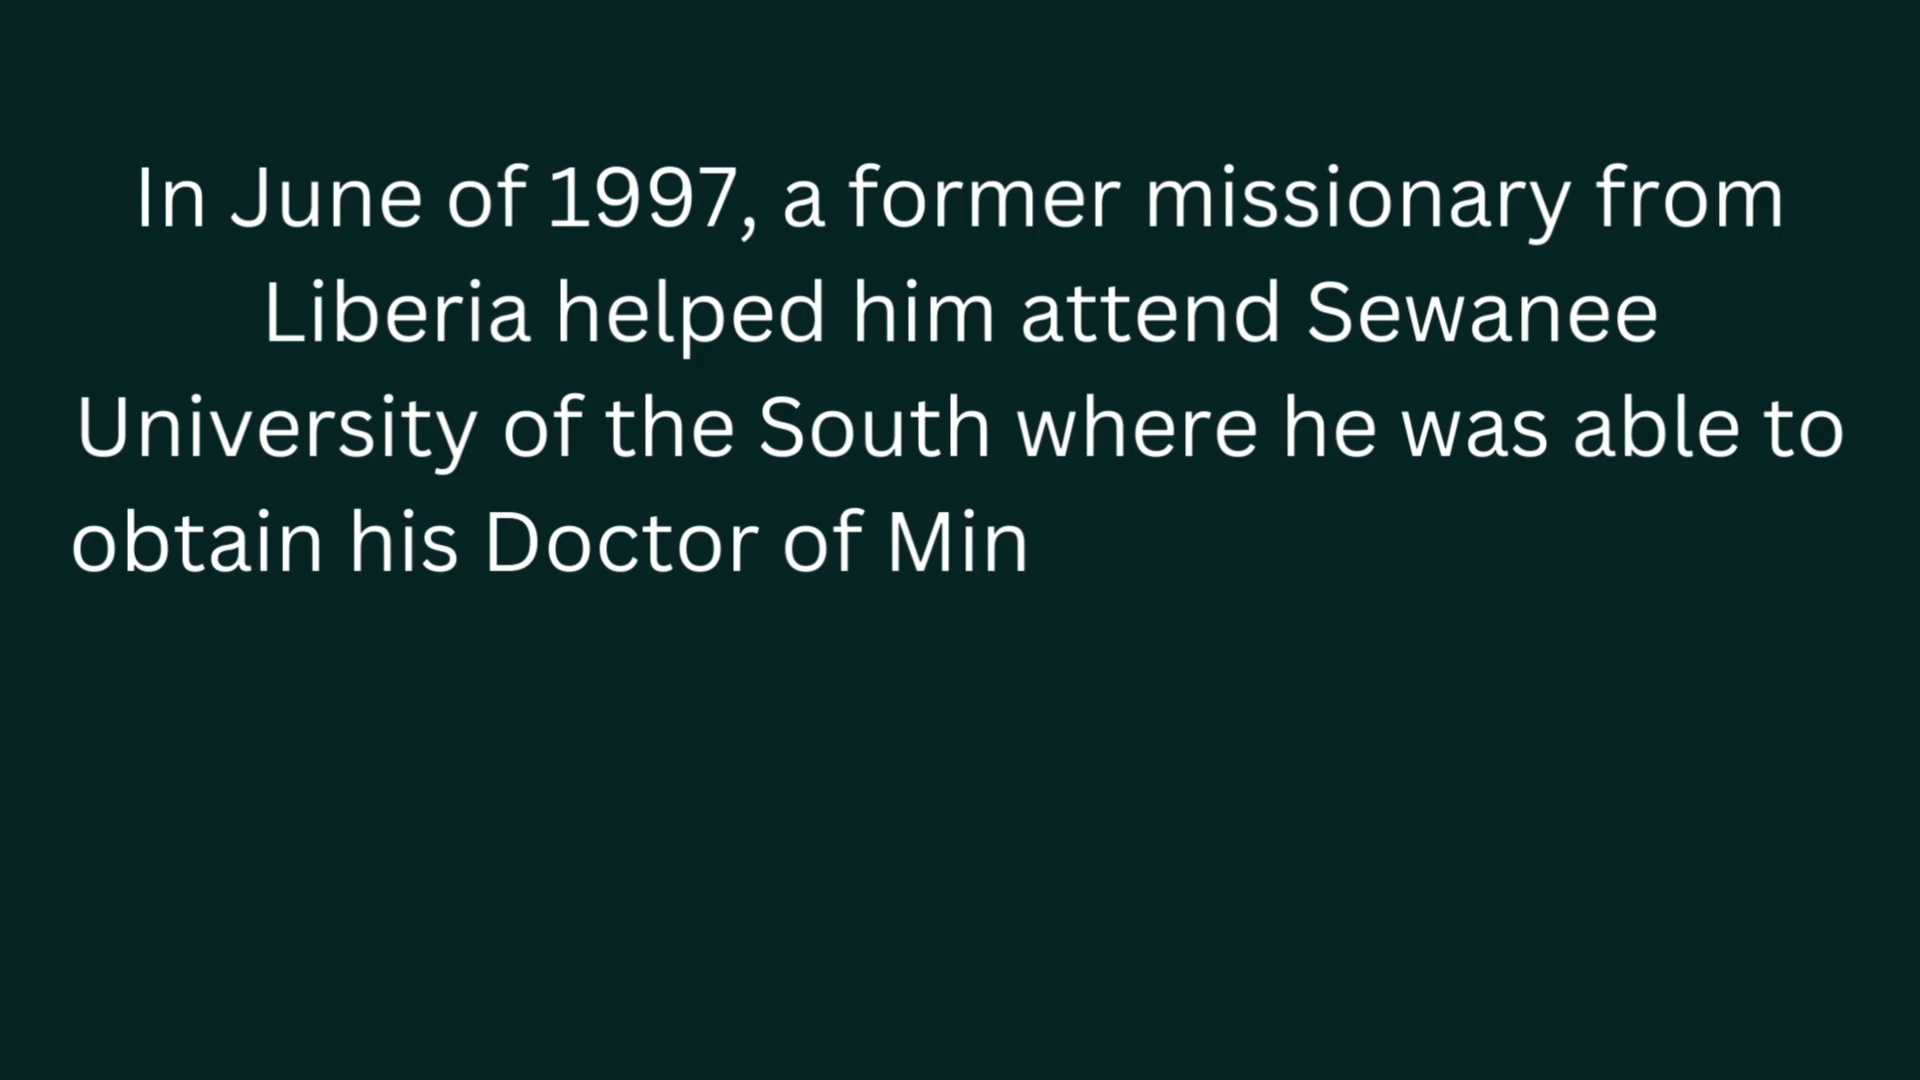 In June of 1997, a former missionary from
Liberia helped him attend Sewanee
University of the South where he was able to
obtain his Doctor of Min